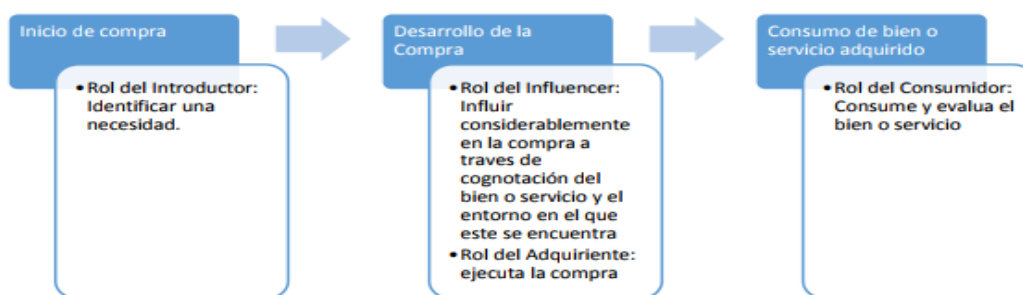 Inicio de compra
• Rol del Introductor:
Identificar una
necesidad.
Desarrollo de la
Compra
• Rol del Influencer:
Influir
considerablemente
en la compra a
traves de
cognotación del
bien o servicio y el
entorno en el que
este se encuentra
• Rol del Adquiriente:
ejecuta la compra
Consumo de bien o
servicio adquirido
• Rol del Consumidor:
Consume y evalua el
bien o servicio